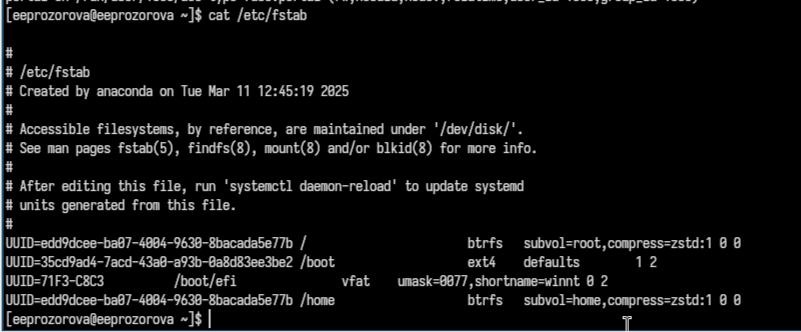 [eeprozorova@eeprozorova ~]$ cat /etc/fstab
#
# /etc/fstab
# Created by anaconda on Tue Mar 11 12:45:19 2025
#
# Accessible filesystems, by reference, are maintained under '/dev/disk/'.
# See man pages fstab(5), findfs(8), mount(8) and/or blkid(8) for more info.
#
# After editing this file, run 'systemctl daemon-reload' to update systemd
# units generated from this file.
#
UUID=edd9dcee-ba07-4004-9630-8bacada5e77b / btrfs subvol=root,compress=zstd:1 0 0
UUID=35cd9ad4-7acd-43a0-a93b-0a8d83ee3be2 /boot ext4 defaults 1 2
UUID=71F3-C8C3 /boot/efi vfat umask=0077,shortname=winnt 0 2
UUID=edd9dcee-ba07-4004-9630-8bacada5e77b /home btrfs subvol=home,compress=zstd:1 0 0
[eeprozorova@eeprozorova ~]$